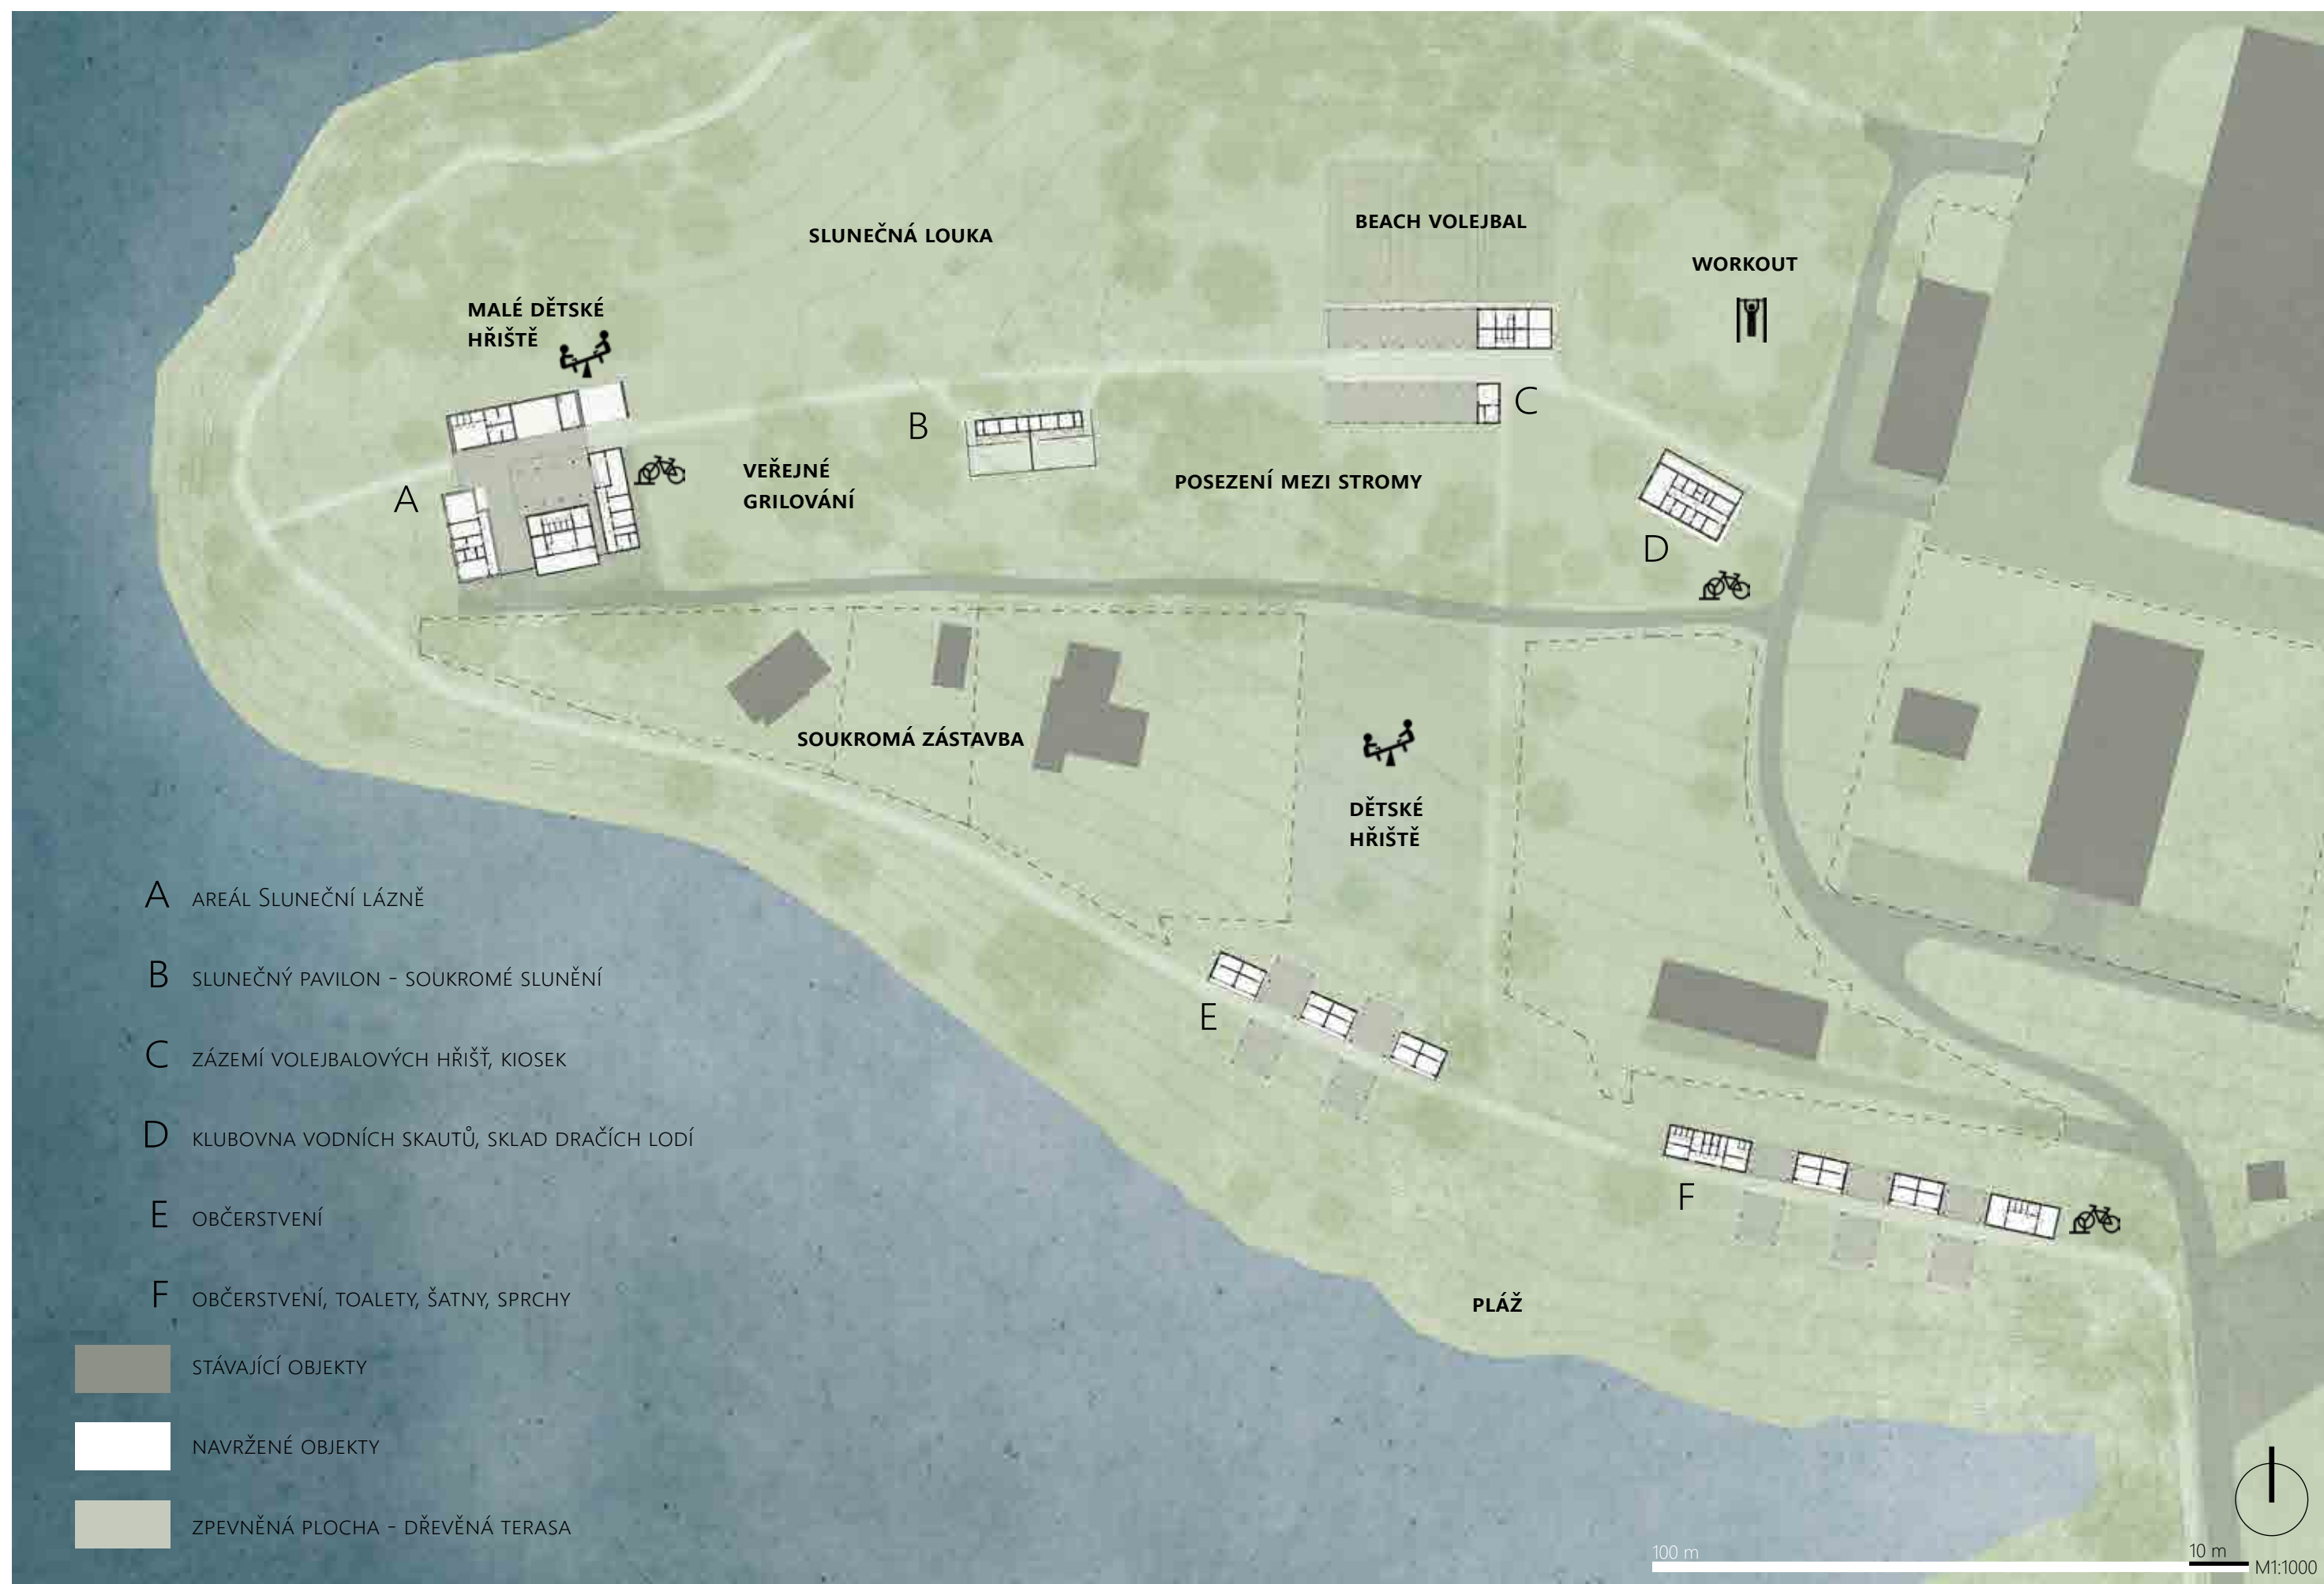 SLUNEČNÁ LOUKA
BEACH VOLEJBAL
WORKOUT
MALÉ DĚTSKÉ
HŘIŠTĚ
A
B
C
D
VEŘEJNÉ
GRILOVÁNÍ
POSEZENÍ MEZI STROMY
SOUKROMÁ ZÁSTAVBA
DĚTSKÉ
HŘIŠTĚ
E
F
PLÁŽ
A AREÁL SLUNEČNÍ LÁZNĚ
B SLUNEČNÝ PAVILON - SOUKROMÉ SLUNĚNÍ
C ZÁZEMÍ VOLEJBALOVÝCH HŘIŠŤ, KIOSEK
D KLUBOVNA VODNÍCH SKAUTŮ, SKLAD DRAČÍCH LODÍ
E OBČERSTVENÍ
F OBČERSTVENÍ, TOALETY, ŠATNY, SPRCHY
STÁVAJÍCÍ OBJEKTY
NAVRŽENÉ OBJEKTY
ZPEVNĚNÁ PLOCHA - DŘEVĚNÁ TERASA
100 m
10 m
M1:1000